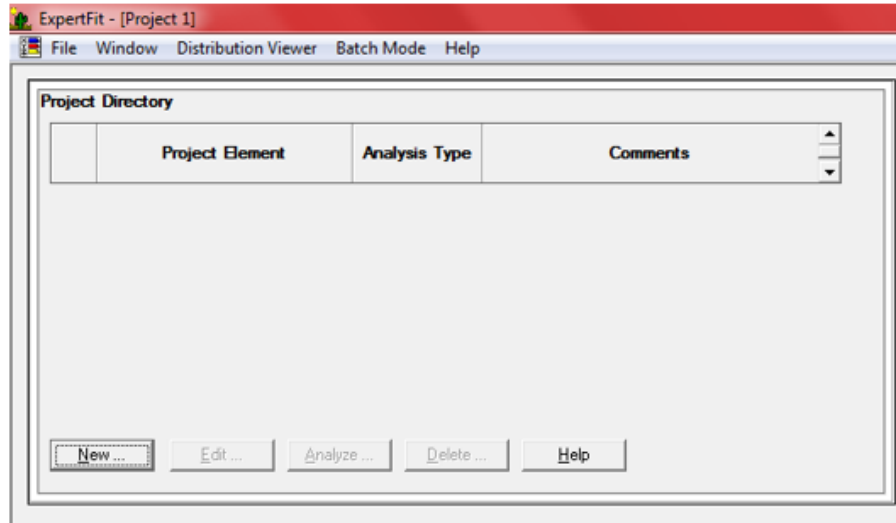 ExpertFit - [Project 1]
File Window Distribution Viewer Batch Mode Help
Project Directory
Project Element Analysis Type Comments
New ... Edit ... Analyze ... Delete ... Help